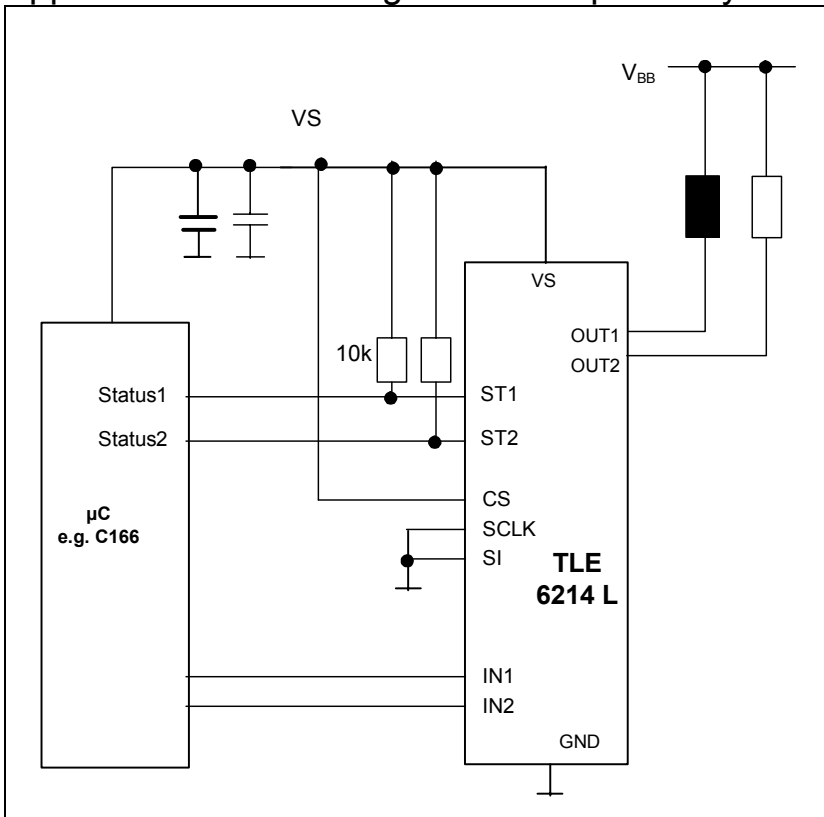 V_BB
VS
VS
OUT1
OUT2
10k
Status1
ST1
Status2
ST2
CS
µC
e.g. C166
SCLK
SI
TLE
6214 L
IN1
IN2
GND